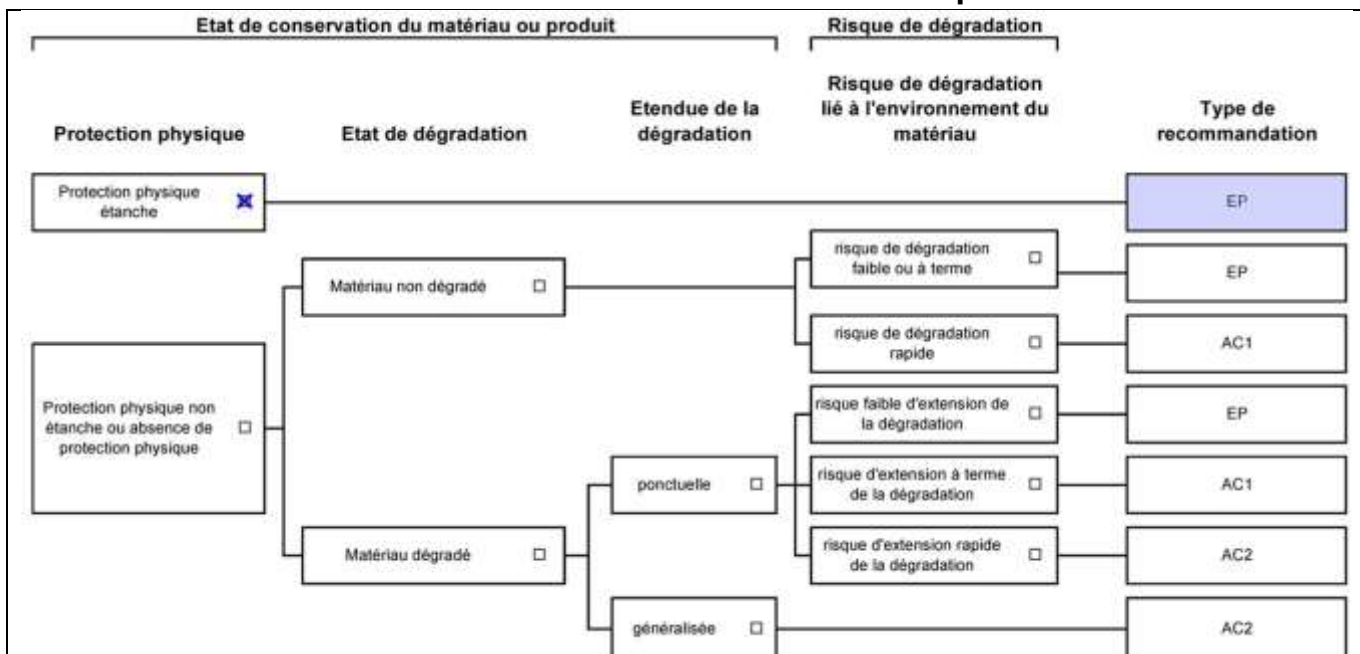 Etat de conservation du matériau ou produit
Risque de dégradation
Protection physique
Etat de dégradation
Etendue de la
dégradation
Risque de dégradation
lié à l'environnement du
matériau
Type de
recommandation
Protection physique
étanche
EP
Matériau non dégradé
risque de dégradation
faible ou à terme
EP
risque de dégradation
rapide
AC1
Protection physique non
étanche ou absence de
protection physique
risque faible d'extension de
la dégradation
EP
ponctuelle
risque d'extension à terme
de la dégradation
AC1
Matériau dégradé
risque d'extension rapide
de la dégradation
AC2
généralisée
AC2